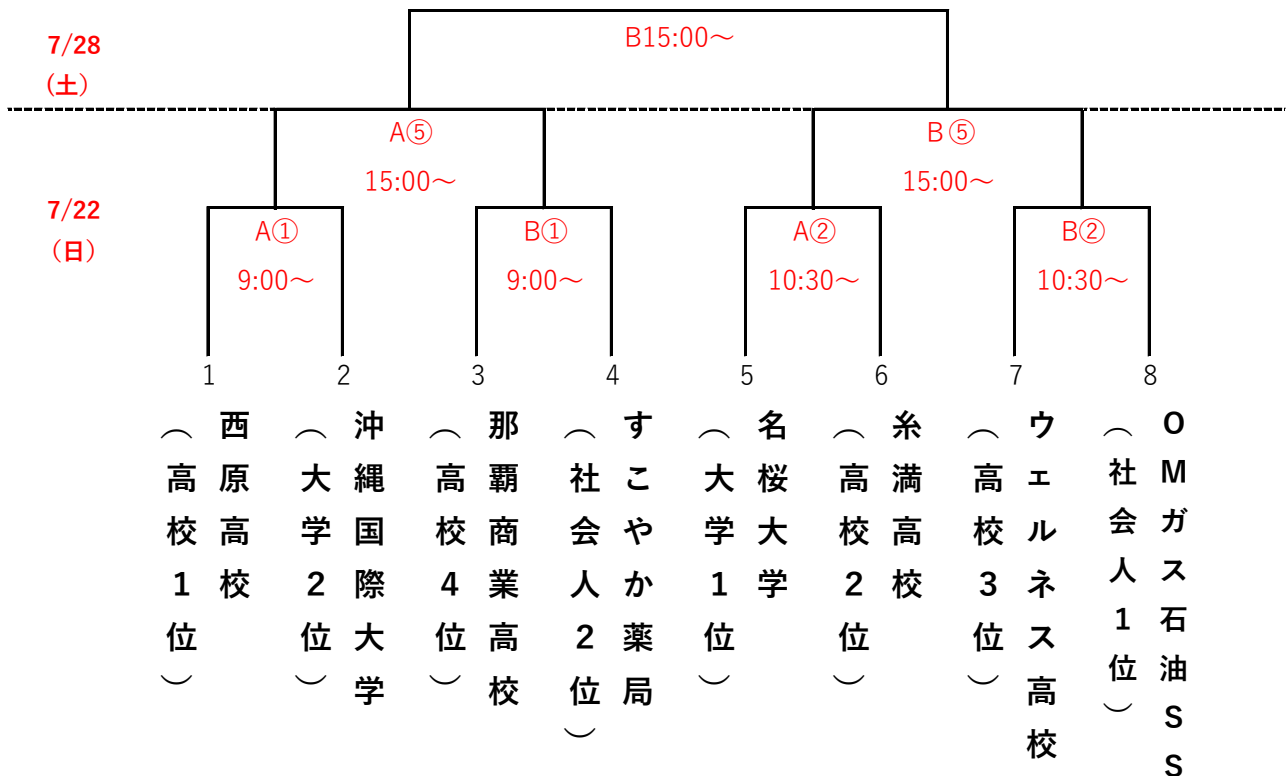 7/28
(土)
B15:00～
A⑤
15:00～
B⑤
15:00～
7/22
(日)
A①
9:00～
B①
9:00～
A②
10:30～
B②
10:30～
1
2
3
4
5
6
7
8
西原高校
（高校1位）
沖縄国際大学
（大学2位）
那覇商業高校
（高校4位）
すこやか薬局
（社会人2位）
名桜大学
（大学1位）
糸満高校
（高校2位）
ウェルネス高校
（高校3位）
OMガス石油SS
（社会人1位）